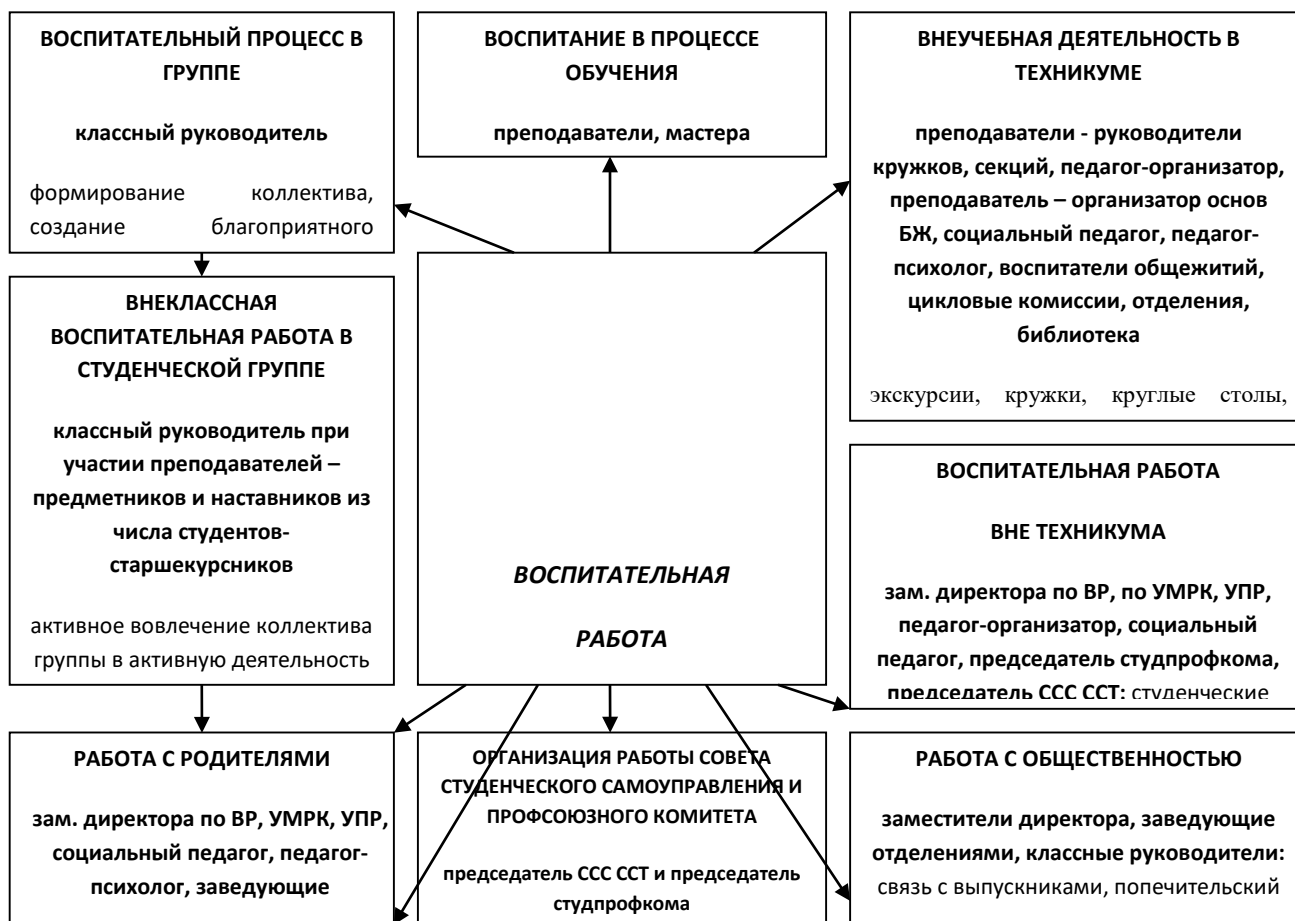 ВОСПИТАТЕЛЬНЫЙ ПРОЦЕСС В
ГРУППЕ
классный руководитель
формирование коллектива,
создание благоприятного
ВОСПИТАНИЕ В ПРОЦЕССЕ
ОБУЧЕНИЯ
преподаватели, мастера
ВНЕУЧЕБНАЯ ДЕЯТЕЛЬНОСТЬ В
ТЕХНИКУМЕ
преподаватели - руководители
кружков, секций, педагог-организатор,
преподаватель – организатор основ
БЖ, социальный педагог, педагог-
психолог, воспитатели общежитий,
цикловые комиссии, отделения,
библиотека
экскурсии, кружки, круглые столы,
ВНЕКЛАССНАЯ
ВОСПИТАТЕЛЬНАЯ РАБОТА В
СТУДЕНЧЕСКОЙ ГРУППЕ
классный руководитель при
участии преподавателей –
предметников и наставников из
числа студентов-
старшекурсников
активное вовлечение коллектива
группы в активную деятельность
ВОСПИТАТЕЛЬНАЯ
РАБОТА
ВОСПИТАТЕЛЬНАЯ РАБОТА
ВНЕ ТЕХНИКУМА
зам. директора по ВР, по УМРК, УПР,
педагог-организатор, социальный
педагог, председатель студпрофкома,
председатель ССС ССТ: студенческие
РАБОТА С РОДИТЕЛЯМИ
зам. директора по ВР, УМРК, УПР,
социальный педагог, педагог-
психолог, заведующие
ОРГАНИЗАЦИЯ РАБОТЫ СОВЕТА
СТУДЕНЧЕСКОГО САМОУПРАВЛЕНИЯ И
ПРОФСОЮЗНОГО КОМИТЕТА
председатель ССС ССТ и председатель
студпрофкома
РАБОТА С ОБЩЕСТВЕННОСТЬЮ
заместители директора, заведующие
отделениями, классные руководители:
связь с выпускниками, попечительский